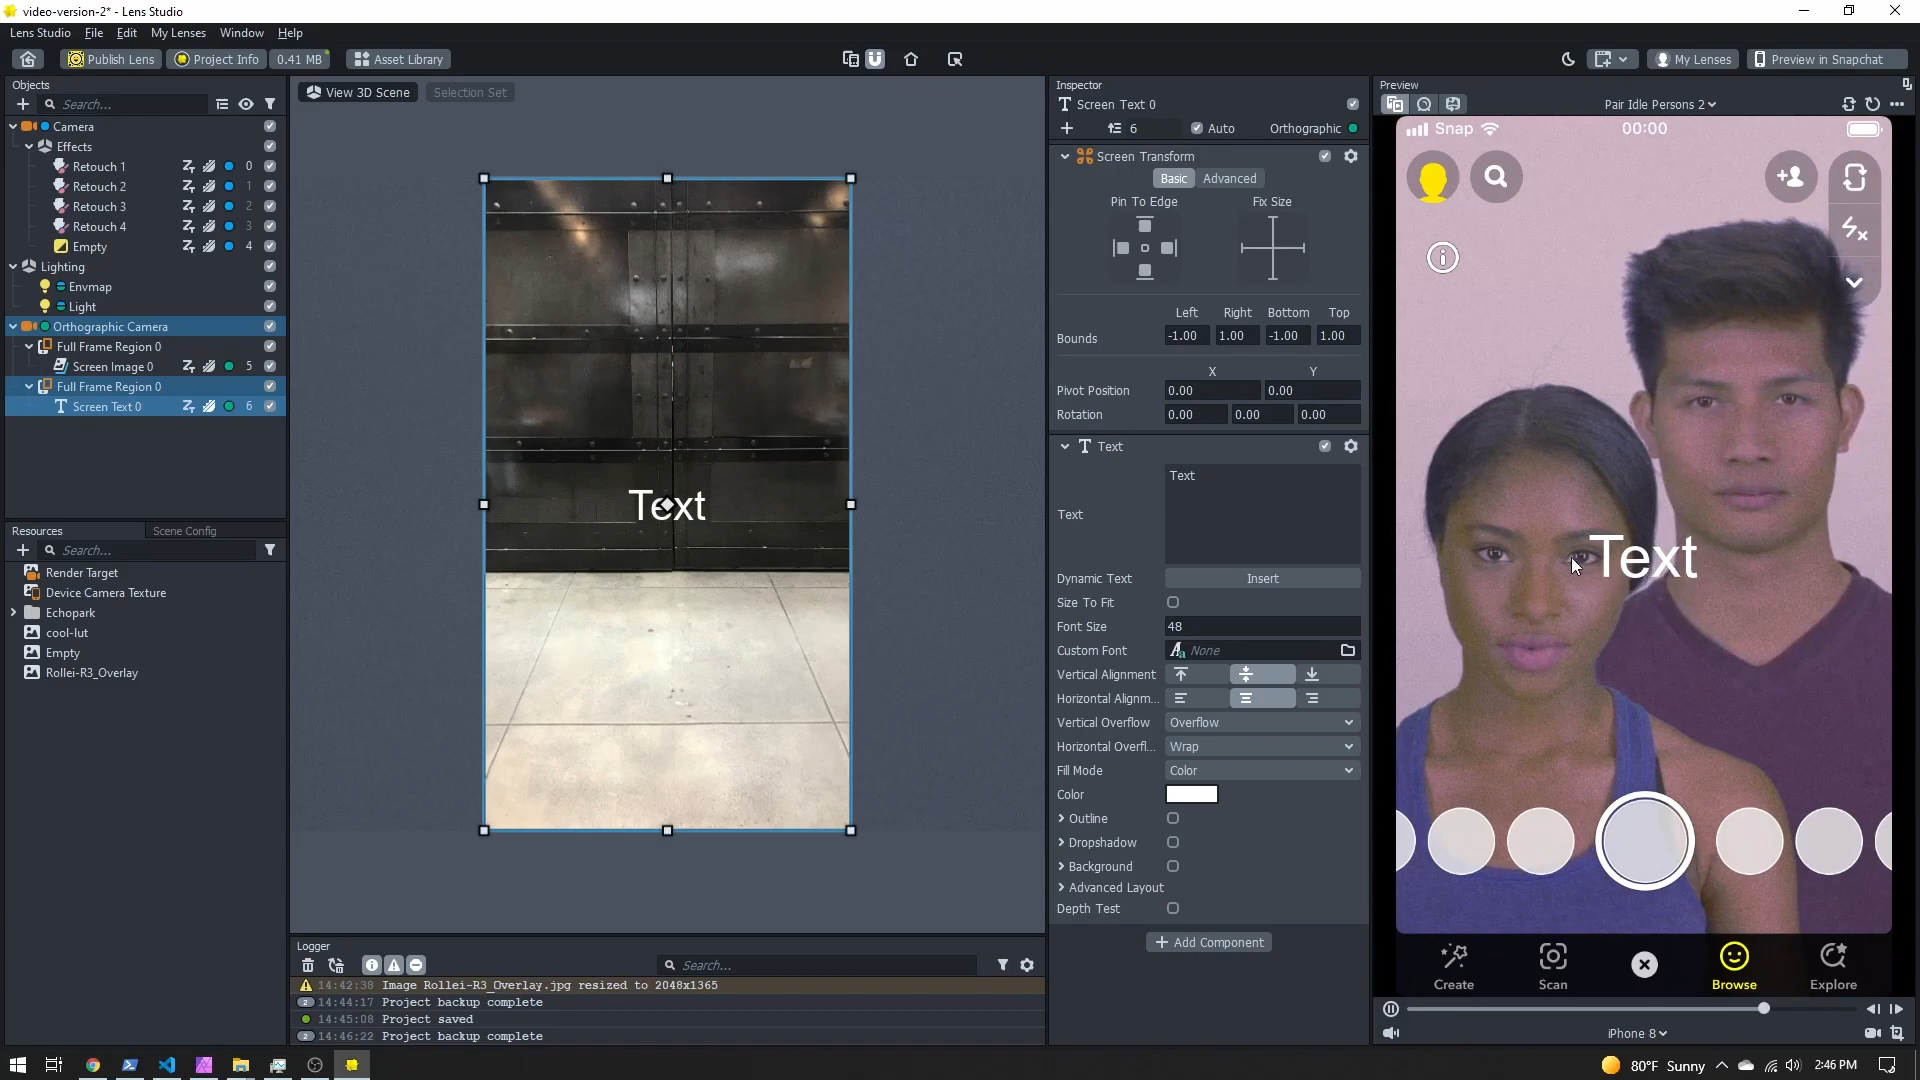 video-version-2* - Lens Studio
Lens Studio File Edit My Lenses Window Help
Publish Lens Project Info 0.41 MB Asset Library My Lenses Preview in Snapchat
Objects
Search...
Camera
Effects
Retouch 1 0
Retouch 2 1
Retouch 3 2
Retouch 4 3
Empty 4
Lighting
Envmap
Light
Orthographic Camera
Full Frame Region 0
Screen Image 0 5
Full Frame Region 0
Screen Text 0 6
Resources Scene Config
Search...
Render Target
Device Camera Texture
Echopark
cool-lut
Empty
Rollei-R3_Overlay
View 3D Scene Selection Set
Text
Logger
Search...
14:42:38 Image Rollei-R3_Overlay.jpg resized to 2048x1365
2 14:44:17 Project backup complete
14:45:08 Project saved
2 14:46:22 Project backup complete
Inspector
Screen Text 0
6 Auto Orthographic
Screen Transform
Basic Advanced
Pin To Edge Fix Size
Left Right Bottom Top
Bounds -1.00 1.00 -1.00 1.00
X Y
Pivot Position 0.00 0.00
Rotation 0.00 0.00 0.00
Text
Text
Text
Dynamic Text Insert
Size To Fit
Font Size 48
Custom Font None
Vertical Alignment
Horizontal Alignm...
Vertical Overflow Overflow
Horizontal Overfl... Wrap
Fill Mode Color
Color
Outline
Dropshadow
Background
Advanced Layout
Depth Test
+ Add Component
Preview
Pair Idle Persons 2
Snap 00:00
Text
Create Scan Browse Explore
iPhone 8
80°F Sunny 2:46 PM